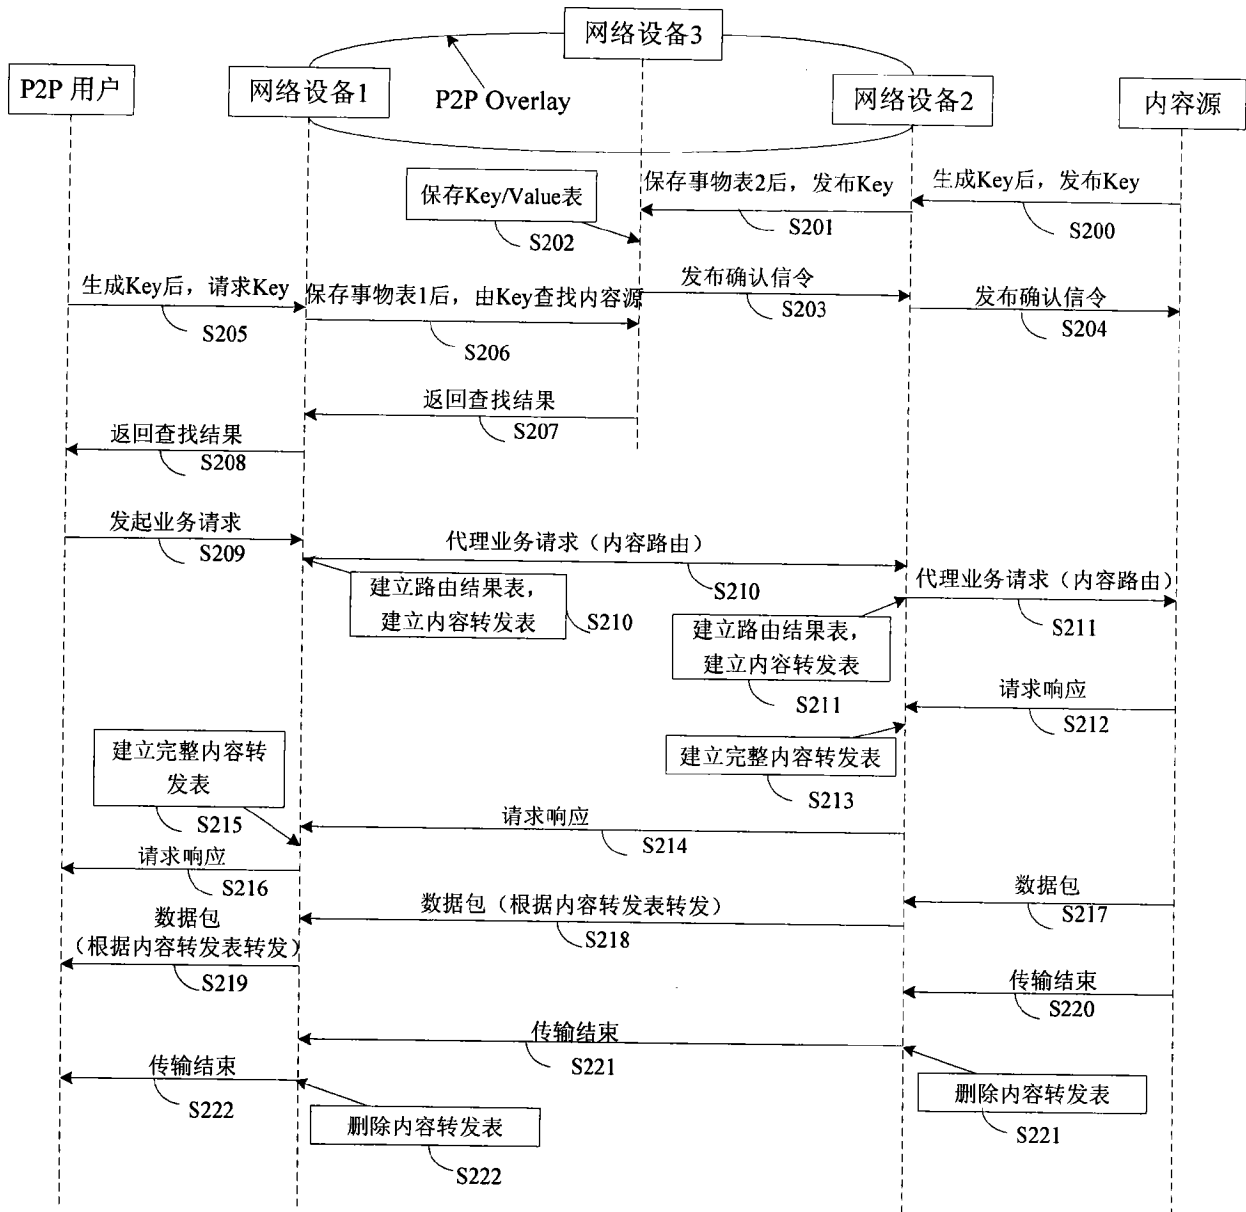 网络设备3
P2P 用户
网络设备1
P2P Overlay
网络设备2
内容源
保存Key/Value表
S202
保存事物表2后，发布Key
S201
生成Key后，发布Key
S200
生成Key后，请求Key
S205
保存事物表1后，由Key查找内容源
S206
发布确认信令
S203
发布确认信令
S204
返回查找结果
S207
返回查找结果
S208
发起业务请求
S209
代理业务请求（内容路由）
S210
建立路由结果表，
建立内容转发表
S210
代理业务请求（内容路由）
S211
建立路由结果表，
建立内容转发表
S211
请求响应
S212
建立完整内容转发表
S213
建立完整内容转
发表
S215
请求响应
S214
请求响应
S216
数据包
S217
数据包（根据内容转发表转发）
S218
数据包
（根据内容转发表转发）
S219
传输结束
S220
传输结束
S221
删除内容转发表
S221
传输结束
S222
删除内容转发表
S222